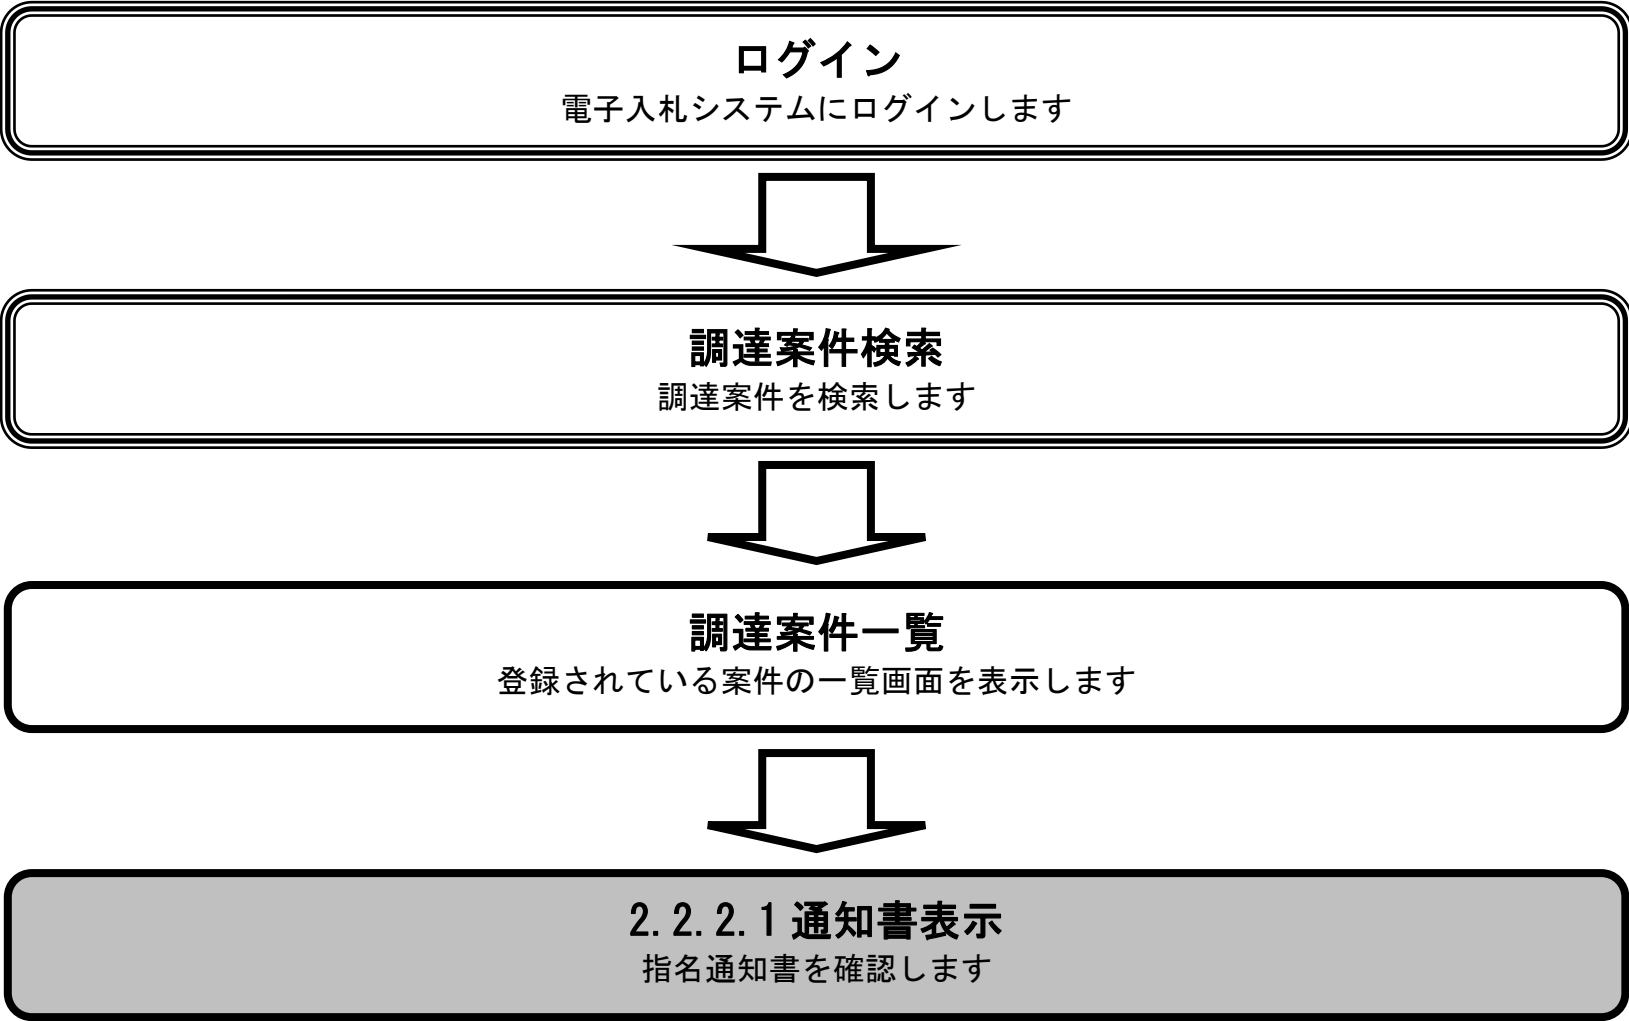 ログイン
電子入札システムにログインします
調達案件検索
調達案件を検索します
調達案件一覧
登録されている案件の一覧画面を表示します
2.2.2.1 通知書表示
指名通知書を確認します